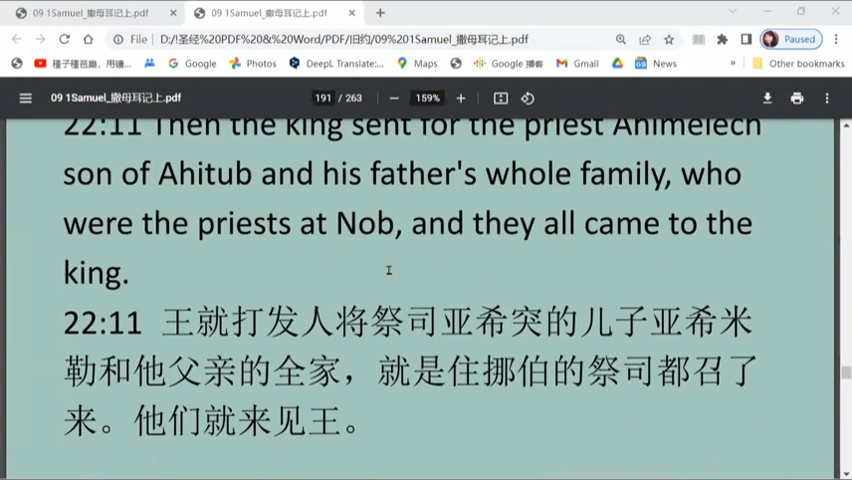 09 1Samuel_撒母耳记上.pdf
09 1Samuel_撒母耳记上.pdf
File
D:/!圣经%20PDF%20&%20Word/PDF/旧约/09%201Samuel_撒母耳记上.pdf
Paused
Google
Photos
DeepL Translate:...
Maps
Google 播客
Gmail
News
Other bookmarks
09 1Samuel_撒母耳记上.pdf
191 / 263
159%
22:11 Then the king sent for the priest Ahimelech
son of Ahitub and his father's whole family, who
were the priests at Nob, and they all came to the
king.
22:11 王就打发人将祭司亚希突的儿子亚希米
勒和他父亲的全家，就是住挪伯的祭司都召了
来。他们就来见王。